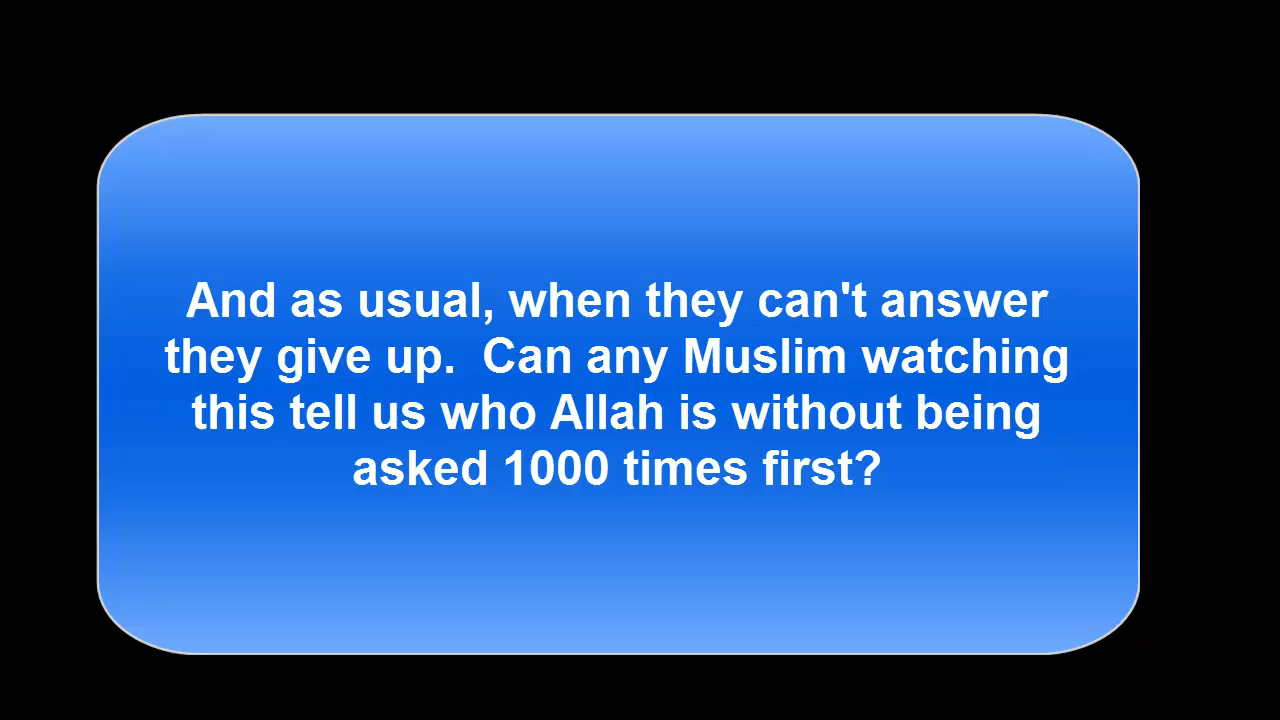 And as usual, when they can't answer
they give up.  Can any Muslim watching
this tell us who Allah is without being
asked 1000 times first?